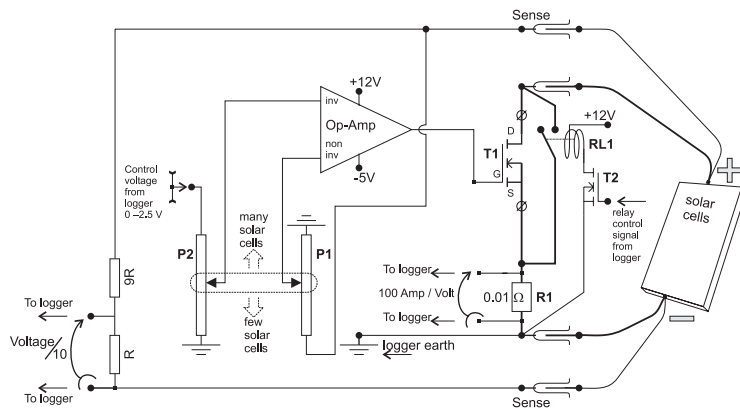 Sense
+12V
inv
Op-Amp
non
inv
-5V
+12V
D
T1
G
S
RL1
T2
solar
cells
Control
voltage
from
logger
0 –2.5 V
many
solar
cells
P2
P1
relay
control
signal
from
logger
few
solar
cells
To logger
100 Amp / Volt
To logger
0.01 Ω
R1
9R
To logger
Voltage
/10
R
To logger
logger earth
Sense